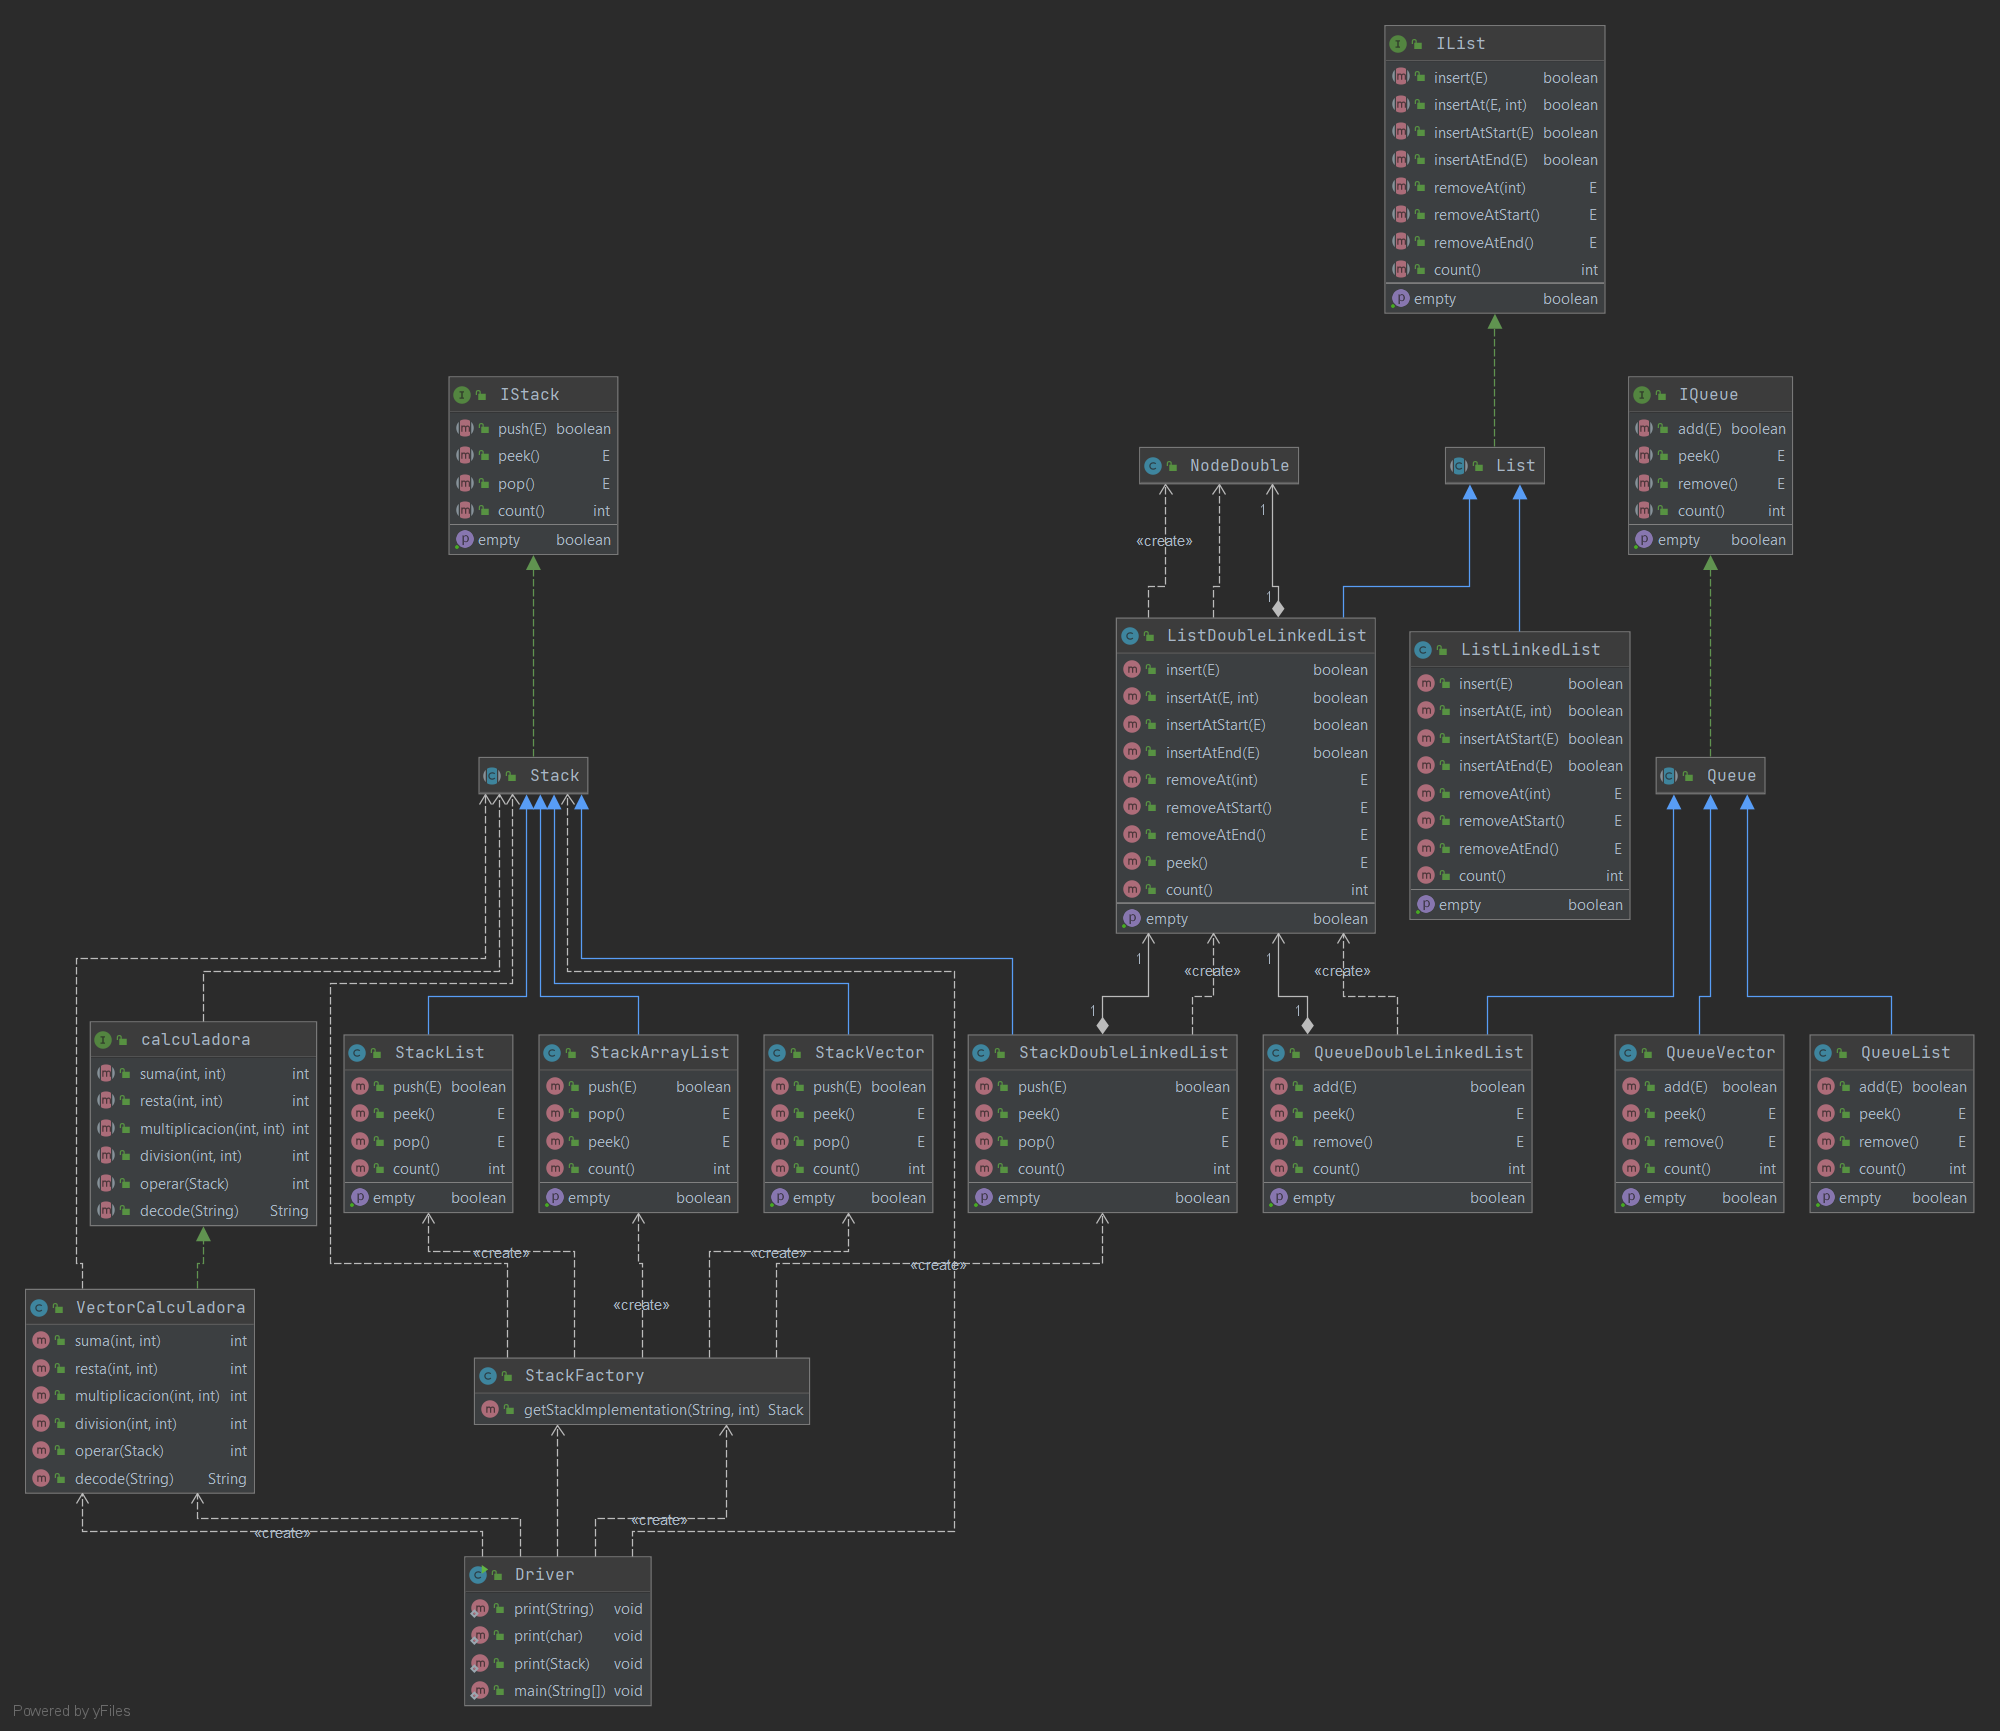 IList
insert(E) boolean
insertAt(E, int) boolean
insertAtStart(E) boolean
insertAtEnd(E) boolean
removeAt(int) E
removeAtStart() E
removeAtEnd() E
count() int
empty boolean
IStack
push(E) boolean
peek() E
pop() E
count() int
empty boolean
IQueue
add(E) boolean
peek() E
remove() E
count() int
empty boolean
NodeDouble
List
1
«create»
1
ListDoubleLinkedList
insert(E) boolean
insertAt(E, int) boolean
insertAtStart(E) boolean
insertAtEnd(E) boolean
removeAt(int) E
removeAtStart() E
removeAtEnd() E
peek() E
count() int
empty boolean
ListLinkedList
insert(E) boolean
insertAt(E, int) boolean
insertAtStart(E) boolean
insertAtEnd(E) boolean
removeAt(int) E
removeAtStart() E
removeAtEnd() E
count() int
empty boolean
Stack
Queue
1
«create»
1
«create»
1
1
calculadora
suma(int, int) int
resta(int, int) int
multiplicacion(int, int) int
division(int, int) int
operar(Stack) int
decode(String) String
StackList
push(E) boolean
peek() E
pop() E
count() int
empty boolean
StackArrayList
push(E) boolean
pop() E
peek() E
count() int
empty boolean
StackVector
push(E) boolean
peek() E
pop() E
count() int
empty boolean
StackDoubleLinkedList
push(E) boolean
peek() E
pop() E
count() int
empty boolean
QueueDoubleLinkedList
add(E) boolean
peek() E
remove() E
count() int
empty boolean
QueueVector
add(E) boolean
peek() E
remove() E
count() int
empty boolean
QueueList
add(E) boolean
peek() E
remove() E
count() int
empty boolean
«create»
«create»
«create»
«create»
VectorCalculadora
suma(int, int) int
resta(int, int) int
multiplicacion(int, int) int
division(int, int) int
operar(Stack) int
decode(String) String
StackFactory
getStackImplementation(String, int) Stack
«create»
«create»
Driver
print(String) void
print(char) void
print(Stack) void
main(String[]) void
Powered by yFiles